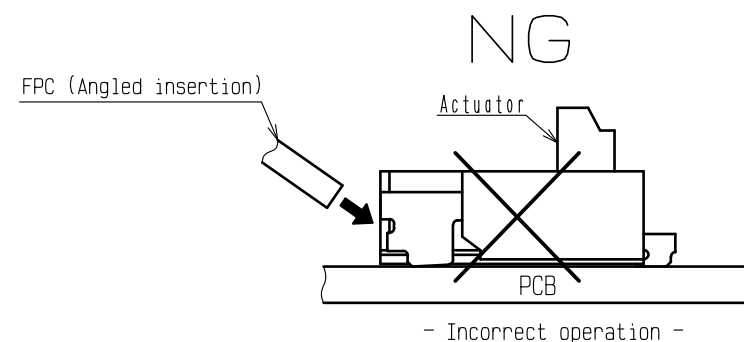 NG
FPC (Angled insertion)
Actuator
PCB
- Incorrect operation -